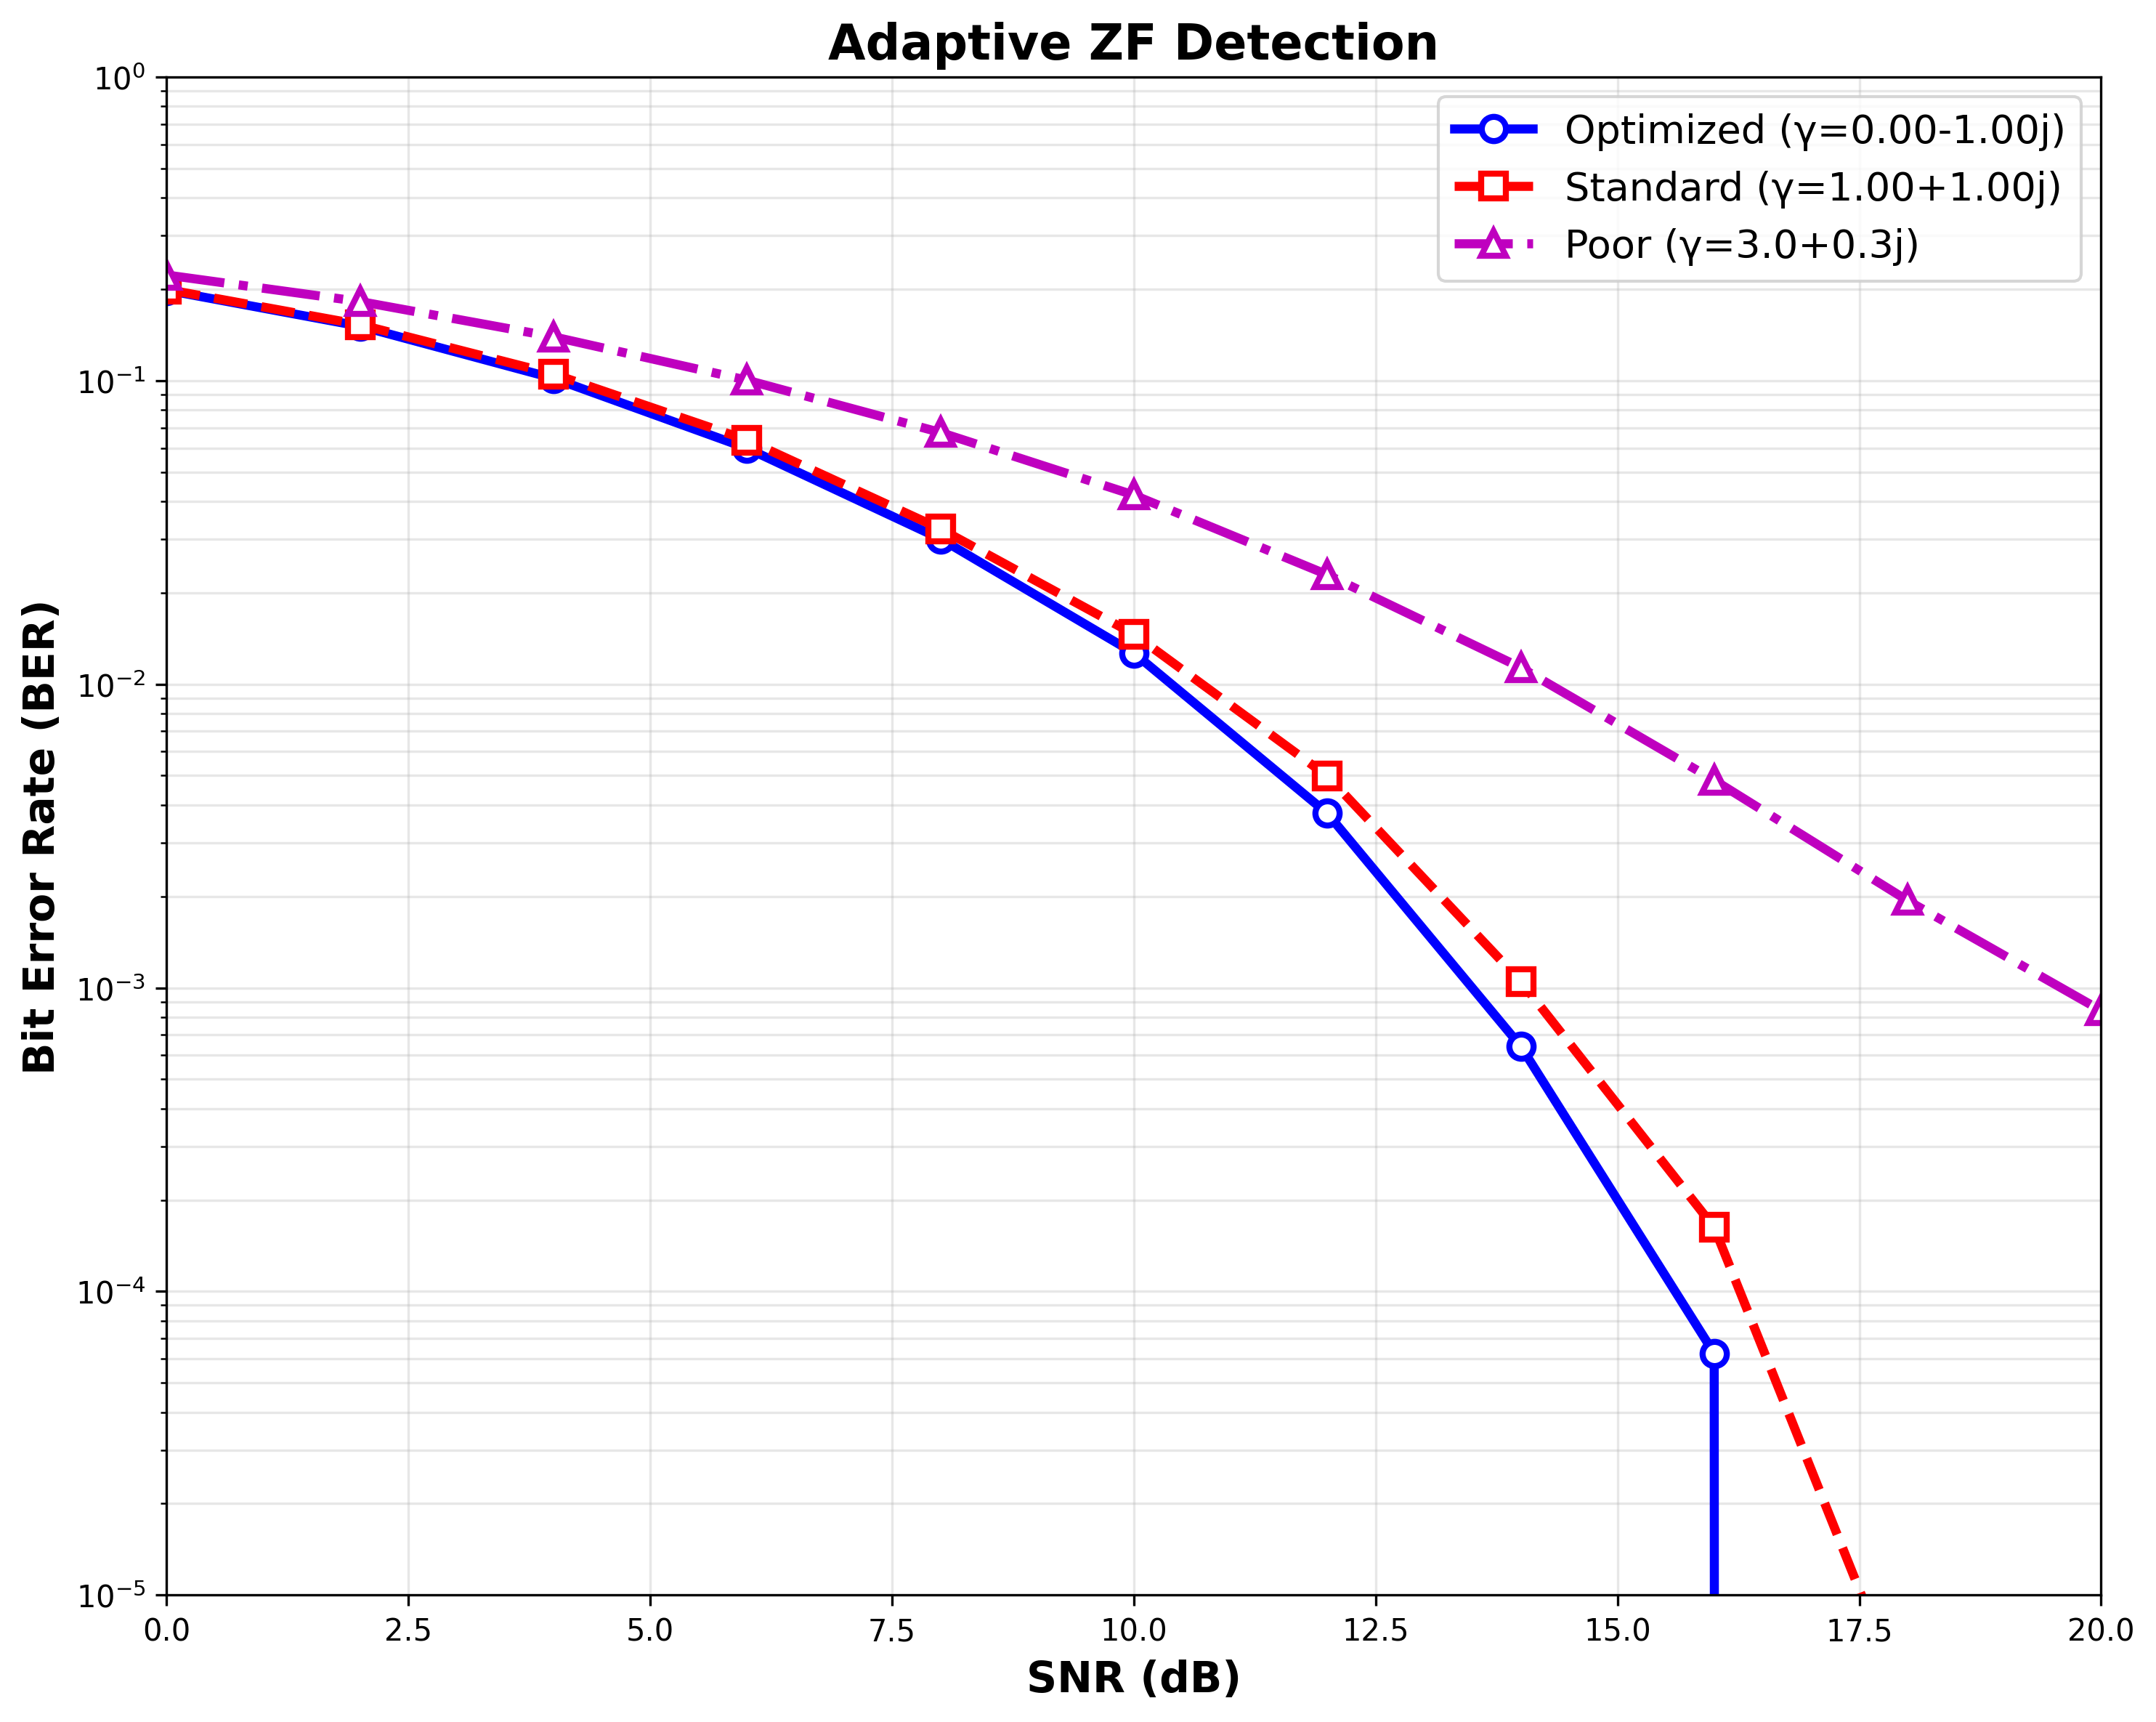 Adaptive ZF Detection
Optimized (γ=0.00-1.00j)
Standard (γ=1.00+1.00j)
Poor (γ=3.0+0.3j)
Bit Error Rate (BER)
10⁰
10⁻¹
10⁻²
10⁻³
10⁻⁴
10⁻⁵
0.0 2.5 5.0 7.5 10.0 12.5 15.0 17.5 20.0
SNR (dB)